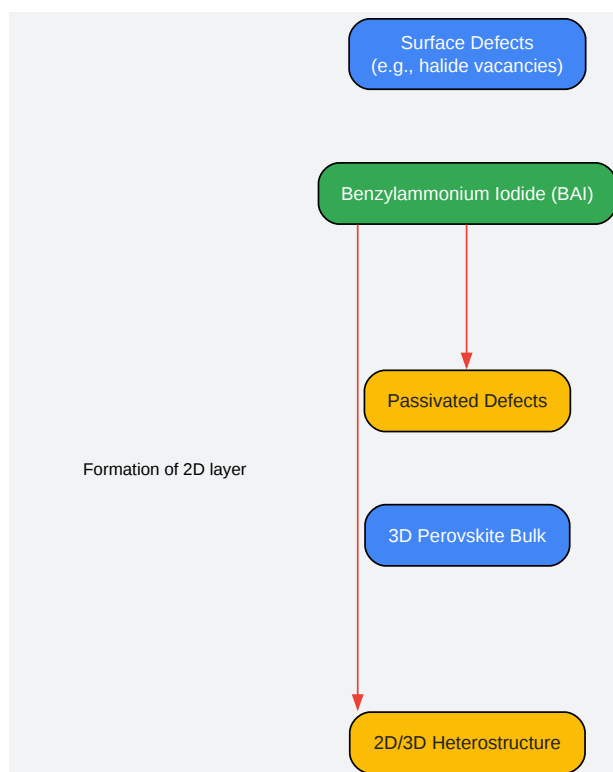 Surface Defects
(e.g., halide vacancies)
Benzylammonium Iodide (BAI)
Passivated Defects
Formation of 2D layer
3D Perovskite Bulk
2D/3D Heterostructure